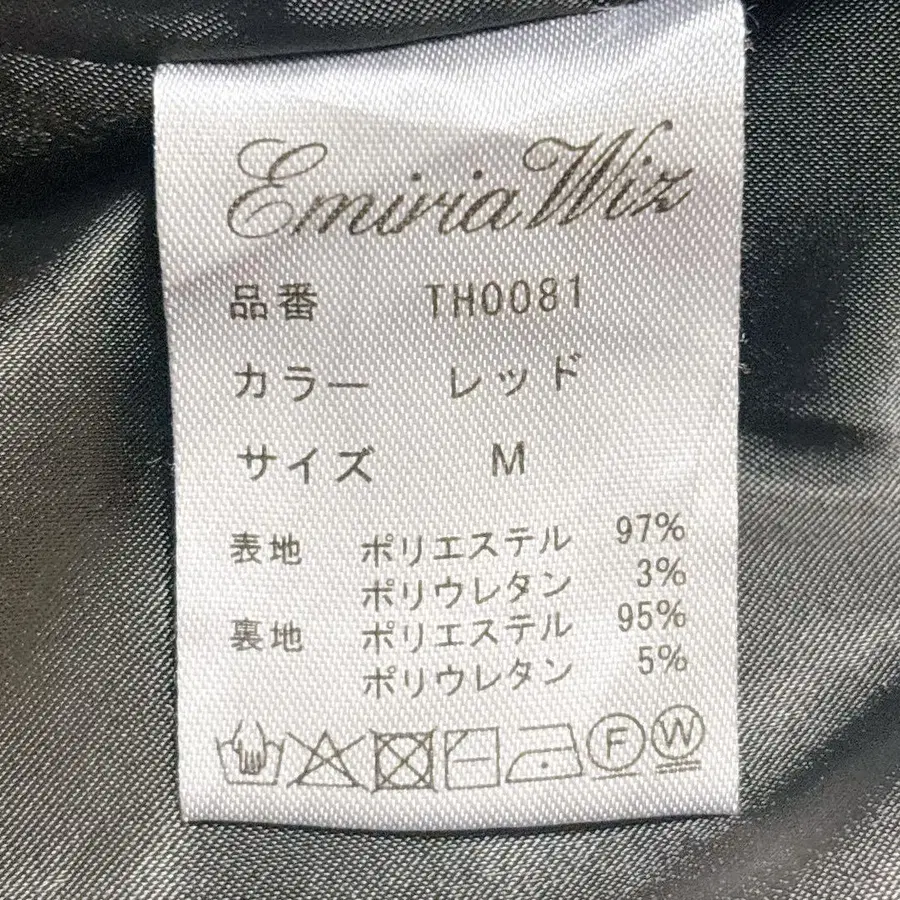 Emiria Wiz
品番 TH0081
カラー レッド
サイズ M
表地 ポリエステル 97%
ポリウレタン 3%
裏地 ポリエステル 95%
ポリウレタン 5%
F W